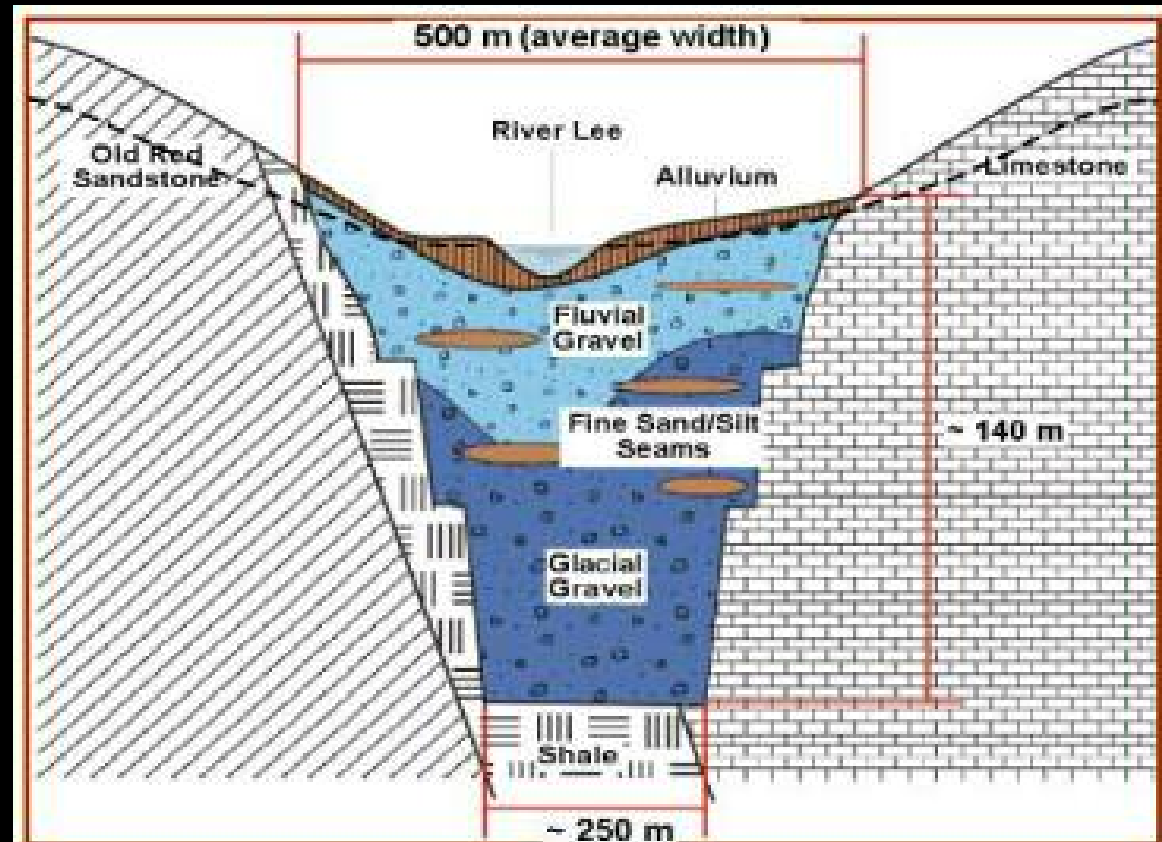 500 m (average width)
River Lee
Old Red
Sandstone
Alluvium
Limestone
Fluvial
Gravel
Fine Sand/Silt
Seams
~ 140 m
Glacial
Gravel
Shale
~ 250 m